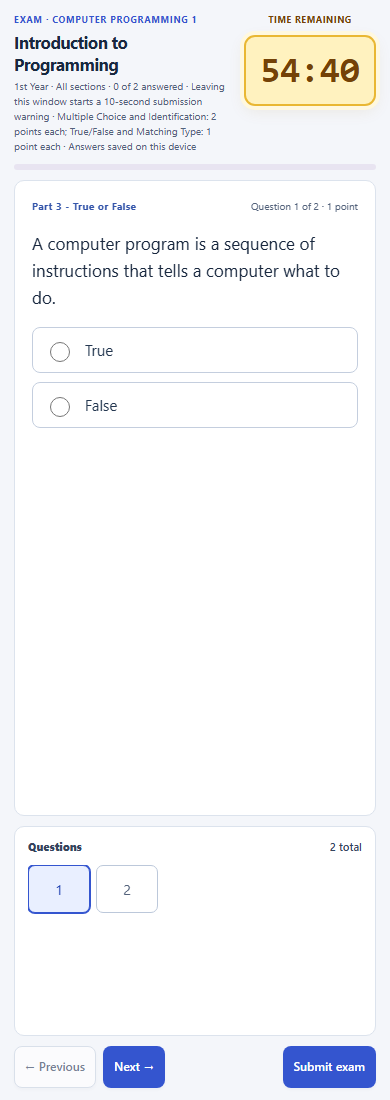 EXAM · COMPUTER PROGRAMMING 1
Introduction to
Programming
1st Year · All sections · 0 of 2 answered · Leaving
this window starts a 10-second submission
warning · Multiple Choice and Identification: 2
points each; True/False and Matching Type: 1
point each · Answers saved on this device
TIME REMAINING
54:40
Part 3 - True or False
Question 1 of 2 · 1 point
A computer program is a sequence of
instructions that tells a computer what to
do.
True
False
Questions
2 total
1
2
← Previous
Next →
Submit exam